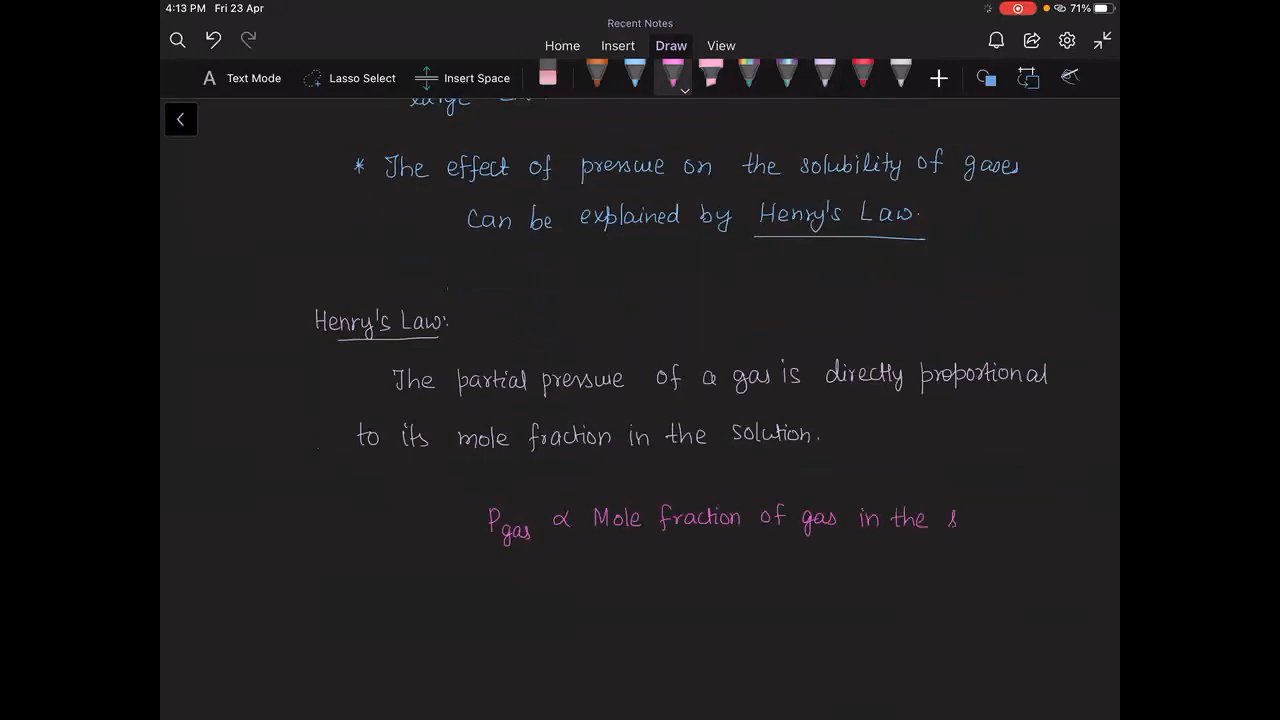 4:13 PM Fri 23 Apr
71%
Recent Notes
Home Insert Draw View
Text Mode Lasso Select Insert Space
large
* The effect of pressure on the solubility of gases
can be explained by Henry's Law.
Henry's Law:
The partial pressure of a gas is directly proportional
to its mole fraction in the solution.
Pgas ∝ Mole fraction of gas in the s